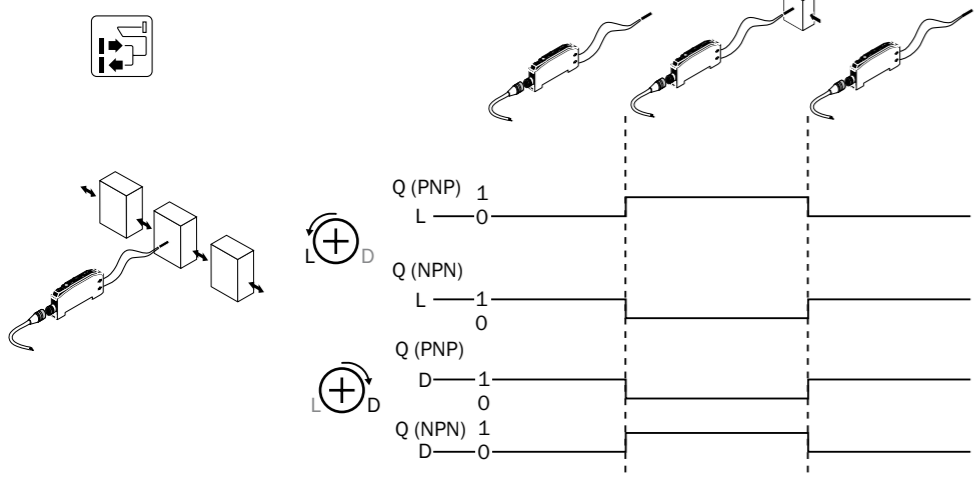 Q (PNP) 1
L 0
L D
Q (NPN)
L 1
0
Q (PNP)
D 1
0
L D
Q (NPN) 1
D 0